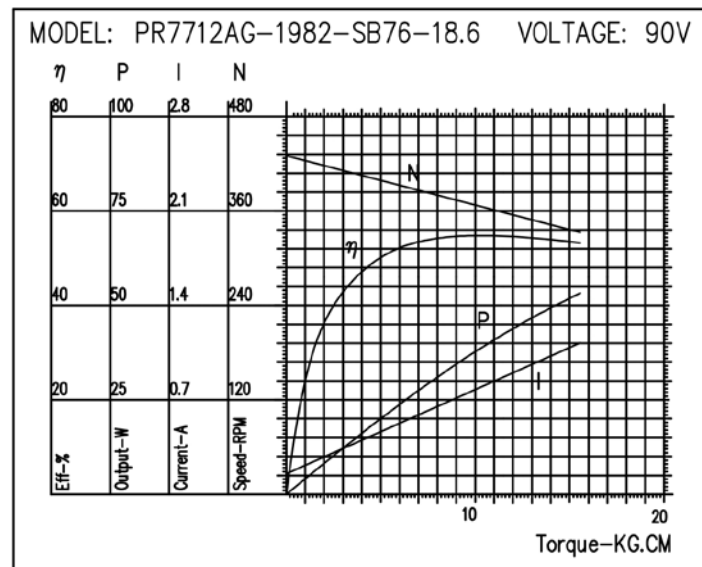 MODEL: PR7712AG-1982-SB76-18.6 VOLTAGE: 90V
η P I N
80 100 2.8 480
N
60 75 2.1 360
η
40 50 1.4 240
P
I
20 25 0.7 120
Eff-% Output-W Current-A Speed-RPM
10 20
Torque-KG.CM